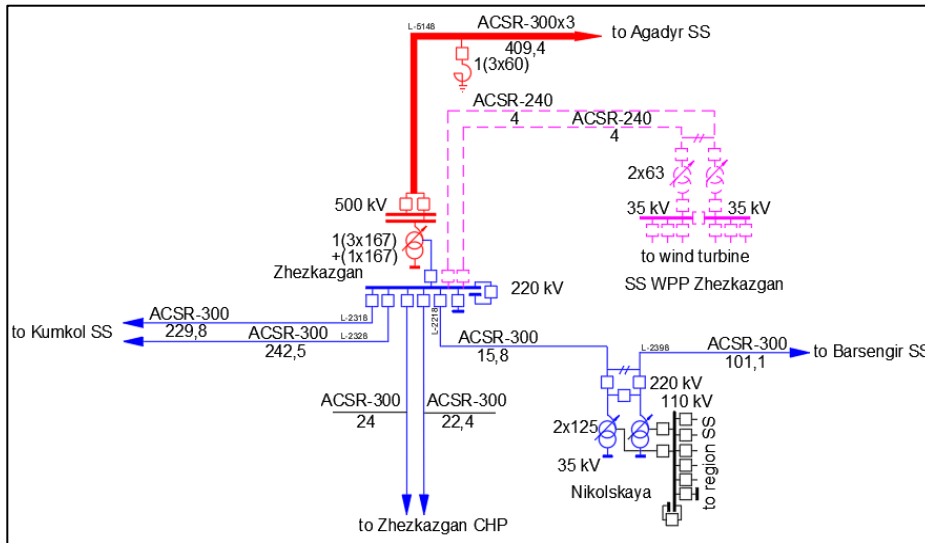 L-5148
ACSR-300x3
409,4
to Agadyr SS
1(3x60)
ACSR-240
4
ACSR-240
4
2x63
500 kV
35 kV
35 kV
1(3x167)
+(1x167)
to wind turbine
Zhezkazgan
SS WPP Zhezkazgan
220 kV
ACSR-300
L-2318
229,8
to Kumkol SS
ACSR-300
L-2328
242,5
L-2218
ACSR-300
15,8
L-2398
ACSR-300
101,1
to Barsengir SS
220 kV
110 kV
ACSR-300
24
ACSR-300
22,4
2x125
35 kV
Nikolskaya
to region SS
to Zhezkazgan CHP